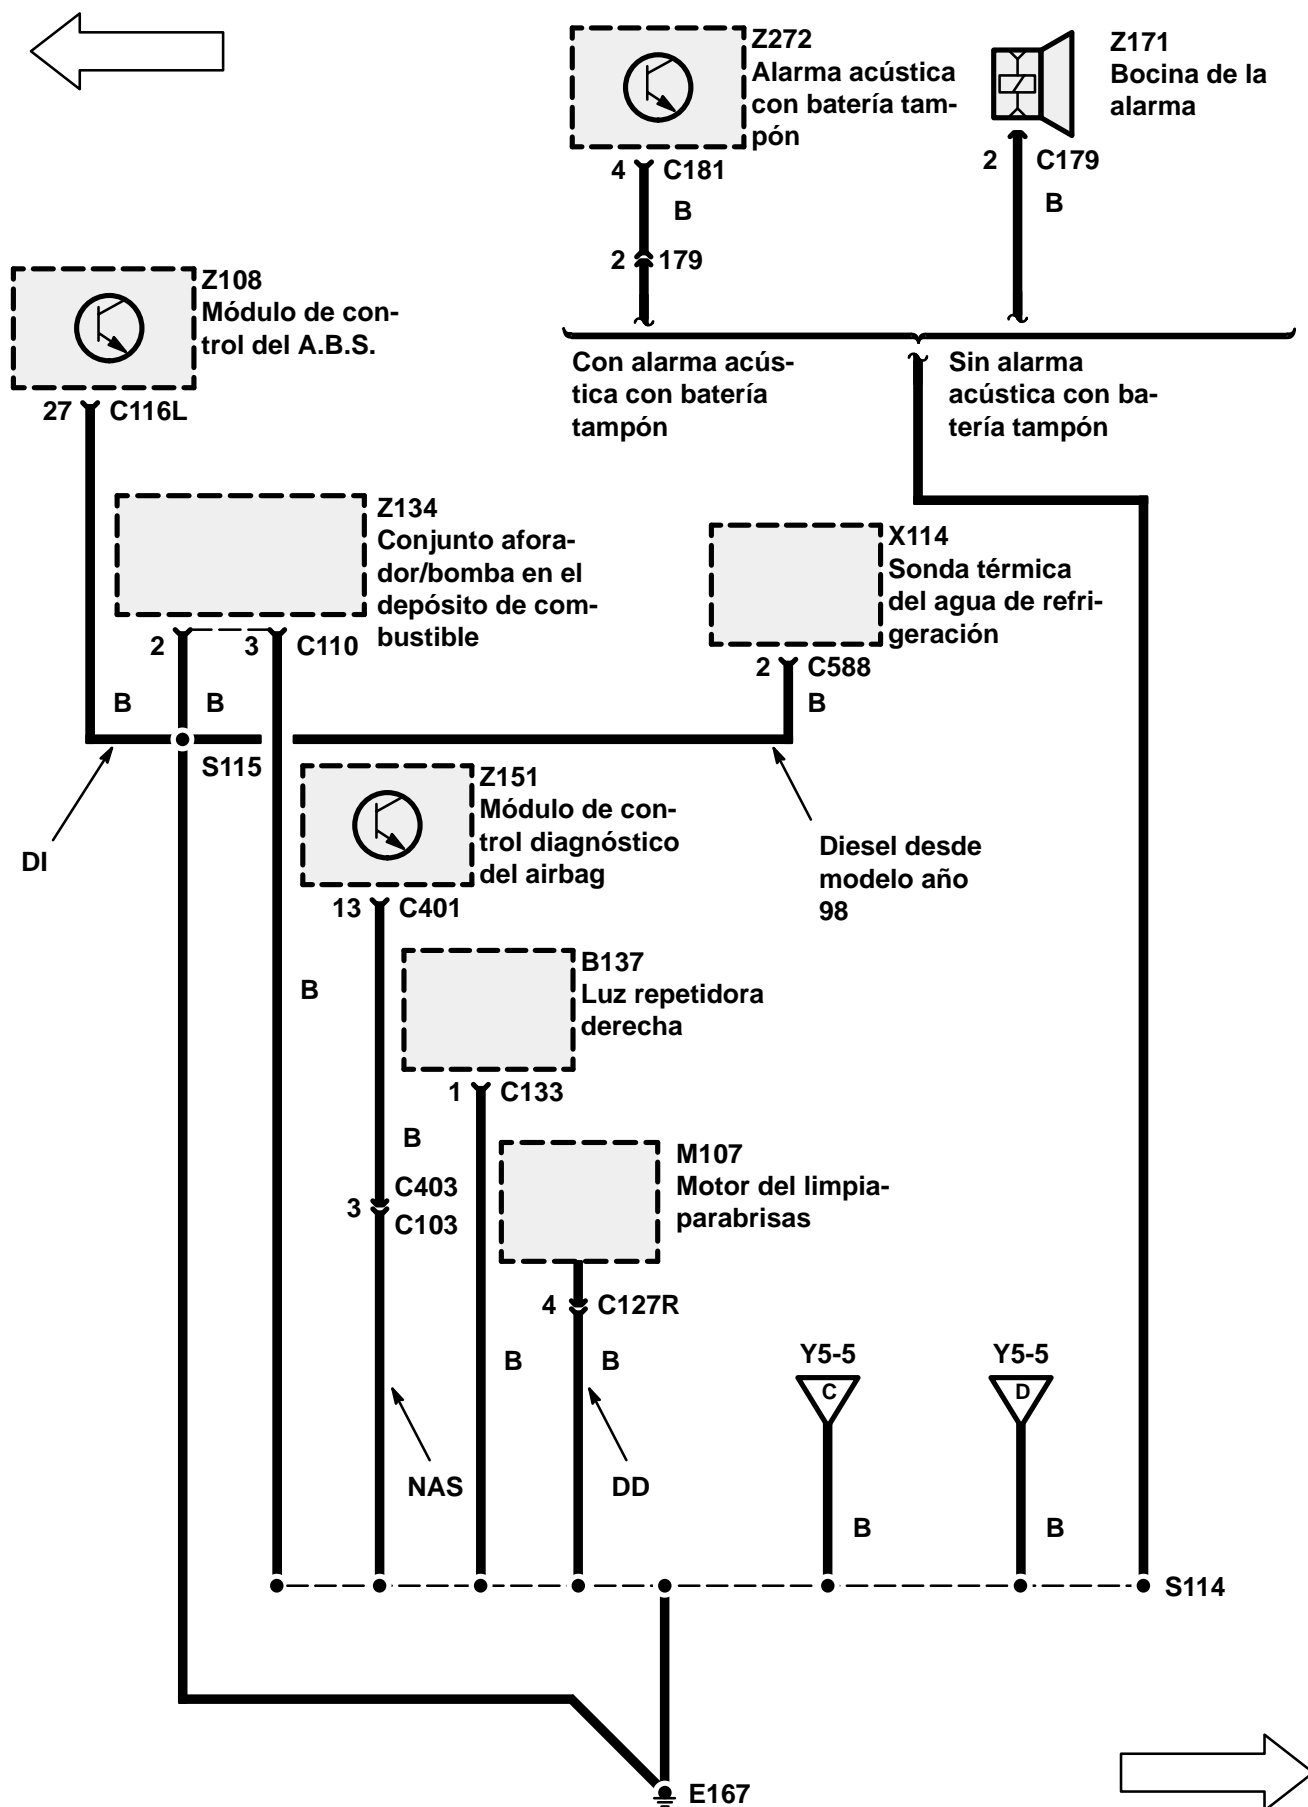 Z272
Alarma acústica
con batería tam-
pón
4 C181
B
2 179
Z171
Bocina de la
alarma
2 C179
B
Z108
Módulo de con-
trol del A.B.S.
27 C116L
Con alarma acús-
tica con batería
tampón
Sin alarma
acústica con ba-
tería tampón
Z134
Conjunto afora-
dor/bomba en el
depósito de com-
bustible
2 3 C110
X114
Sonda térmica
del agua de refri-
geración
2 C588
B B B
S115
DI
Z151
Módulo de con-
trol diagnóstico
del airbag
13 C401
Diesel desde
modelo año
98
B
B137
Luz repetidora
derecha
1 C133
B
C403
3
C103
M107
Motor del limpia-
parabrisas
4 C127R
B B
Y5-5 Y5-5
C D
NAS DD
B B
S114
E167